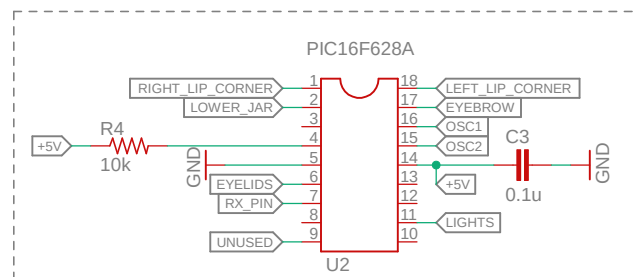 PIC16F628A
RIGHT_LIP_CORNER 1 18 LEFT_LIP_CORNER
LOWER_JAR 2 17 EYEBROW
3 16 OSC1
+5V R4 10k 4 15 OSC2
GND 5 14 +5V C3 0.1u GND
EYELIDS 6 13
RX_PIN 7 12
8 11 LIGHTS
UNUSED 9 10
U2